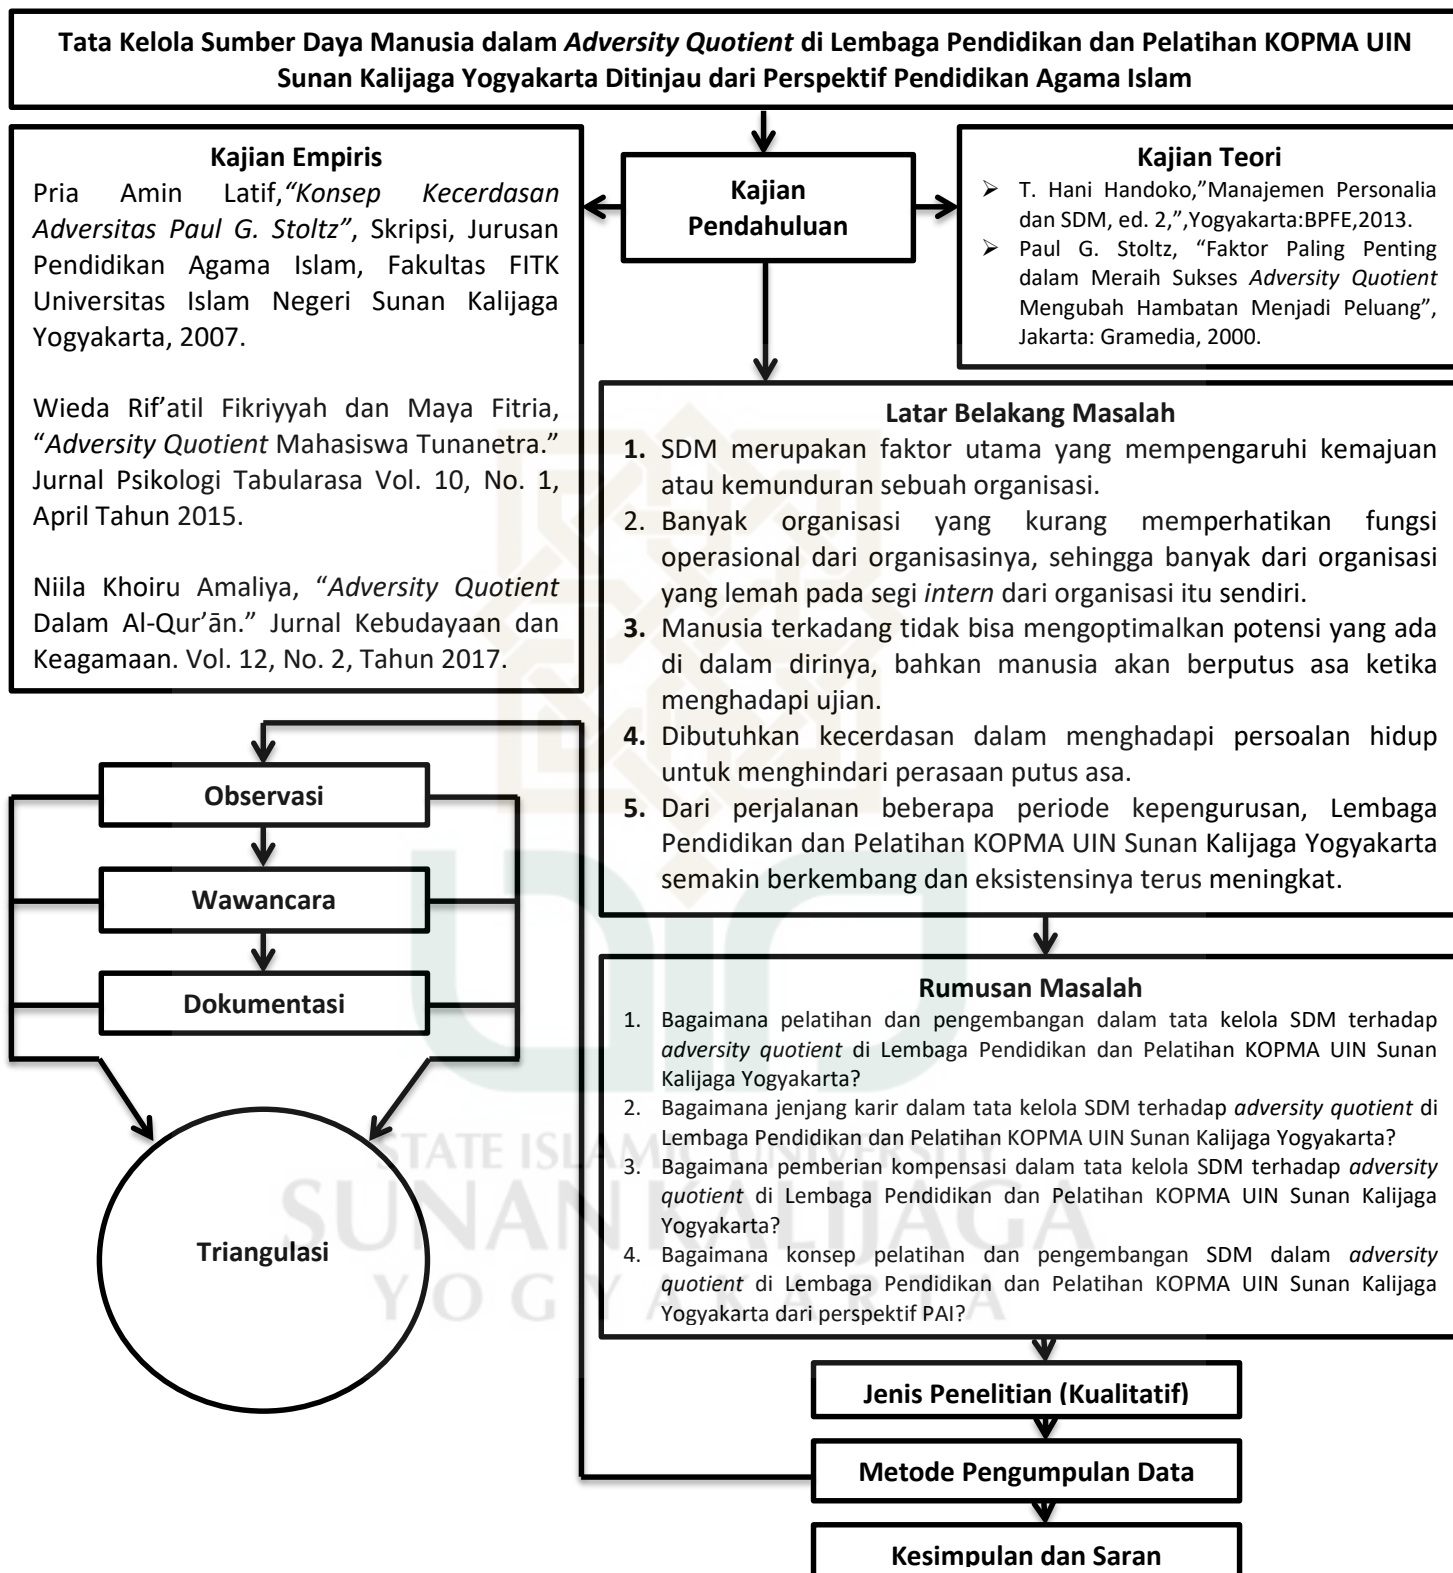 Tata Kelola Sumber Daya Manusia dalam Adversity Quotient di Lembaga Pendidikan dan Pelatihan KOPMA UIN
Sunan Kalijaga Yogyakarta Ditinjau dari Perspektif Pendidikan Agama Islam
Kajian Empiris
Pria Amin Latif,“Konsep Kecerdasan
Adversitas Paul G. Stoltz”, Skripsi, Jurusan
Pendidikan Agama Islam, Fakultas FITK
Universitas Islam Negeri Sunan Kalijaga
Yogyakarta, 2007.
Wieda Rif’atil Fikriyyah dan Maya Fitria,
“Adversity Quotient Mahasiswa Tunanetra.”
Jurnal Psikologi Tabularasa Vol. 10, No. 1,
April Tahun 2015.
Niila Khoiru Amaliya, “Adversity Quotient
Dalam Al-Qur’ān.” Jurnal Kebudayaan dan
Keagamaan. Vol. 12, No. 2, Tahun 2017.
Kajian
Pendahuluan
Kajian Teori
➢ T. Hani Handoko,”Manajemen Personalia
dan SDM, ed. 2,”,Yogyakarta:BPFE,2013.
➢ Paul G. Stoltz, “Faktor Paling Penting
dalam Meraih Sukses Adversity Quotient
Mengubah Hambatan Menjadi Peluang”,
Jakarta: Gramedia, 2000.
Latar Belakang Masalah
1. SDM merupakan faktor utama yang mempengaruhi kemajuan
atau kemunduran sebuah organisasi.
2. Banyak organisasi yang kurang memperhatikan fungsi
operasional dari organisasinya, sehingga banyak dari organisasi
yang lemah pada segi intern dari organisasi itu sendiri.
3. Manusia terkadang tidak bisa mengoptimalkan potensi yang ada
di dalam dirinya, bahkan manusia akan berputus asa ketika
menghadapi ujian.
4. Dibutuhkan kecerdasan dalam menghadapi persoalan hidup
untuk menghindari perasaan putus asa.
5. Dari perjalanan beberapa periode kepengurusan, Lembaga
Pendidikan dan Pelatihan KOPMA UIN Sunan Kalijaga Yogyakarta
semakin berkembang dan eksistensinya terus meningkat.
Observasi
Wawancara
Dokumentasi
Triangulasi
Rumusan Masalah
1. Bagaimana pelatihan dan pengembangan dalam tata kelola SDM terhadap
adversity quotient di Lembaga Pendidikan dan Pelatihan KOPMA UIN Sunan
Kalijaga Yogyakarta?
2. Bagaimana jenjang karir dalam tata kelola SDM terhadap adversity quotient di
Lembaga Pendidikan dan Pelatihan KOPMA UIN Sunan Kalijaga Yogyakarta?
3. Bagaimana pemberian kompensasi dalam tata kelola SDM terhadap adversity
quotient di Lembaga Pendidikan dan Pelatihan KOPMA UIN Sunan Kalijaga
Yogyakarta?
4. Bagaimana konsep pelatihan dan pengembangan SDM dalam adversity
quotient di Lembaga Pendidikan dan Pelatihan KOPMA UIN Sunan Kalijaga
Yogyakarta dari perspektif PAI?
Jenis Penelitian (Kualitatif)
Metode Pengumpulan Data
Kesimpulan dan Saran
STATE ISLAMIC UNIVERSITY
SUNAN KALIJAGA
YOGYAKARTA